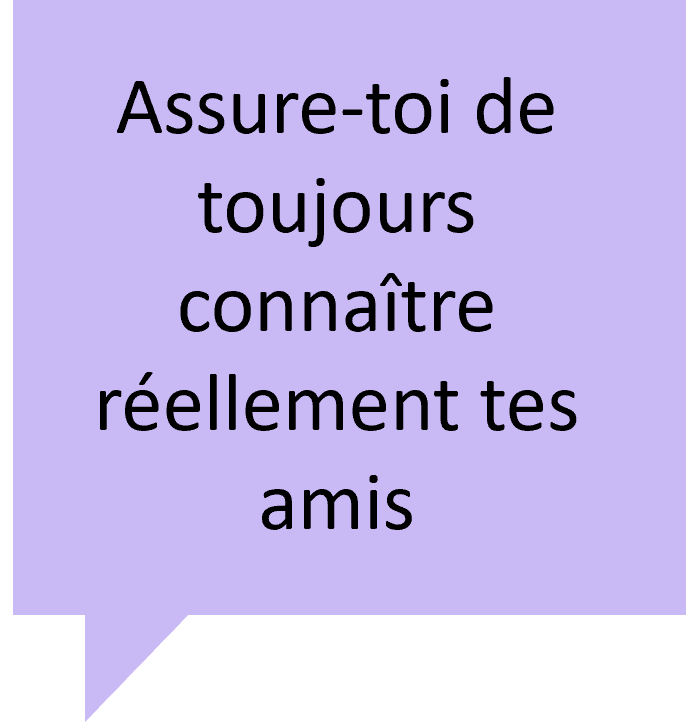 Assure-toi de
toujours
connaître
réellement tes
amis